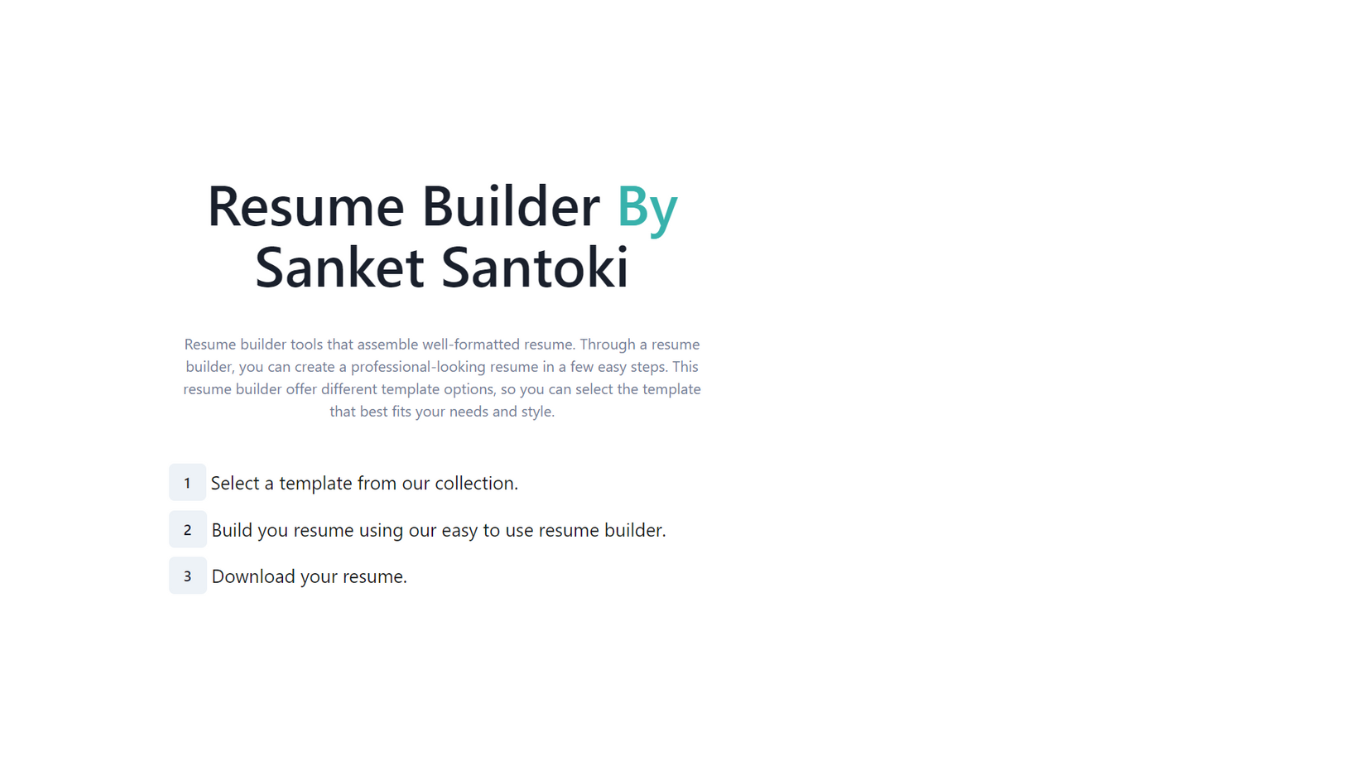 Resume Builder By
Sanket Santoki
Resume builder tools that assemble well-formatted resume. Through a resume
builder, you can create a professional-looking resume in a few easy steps. This
resume builder offer different template options, so you can select the template
that best fits your needs and style.
1 Select a template from our collection.
2 Build you resume using our easy to use resume builder.
3 Download your resume.